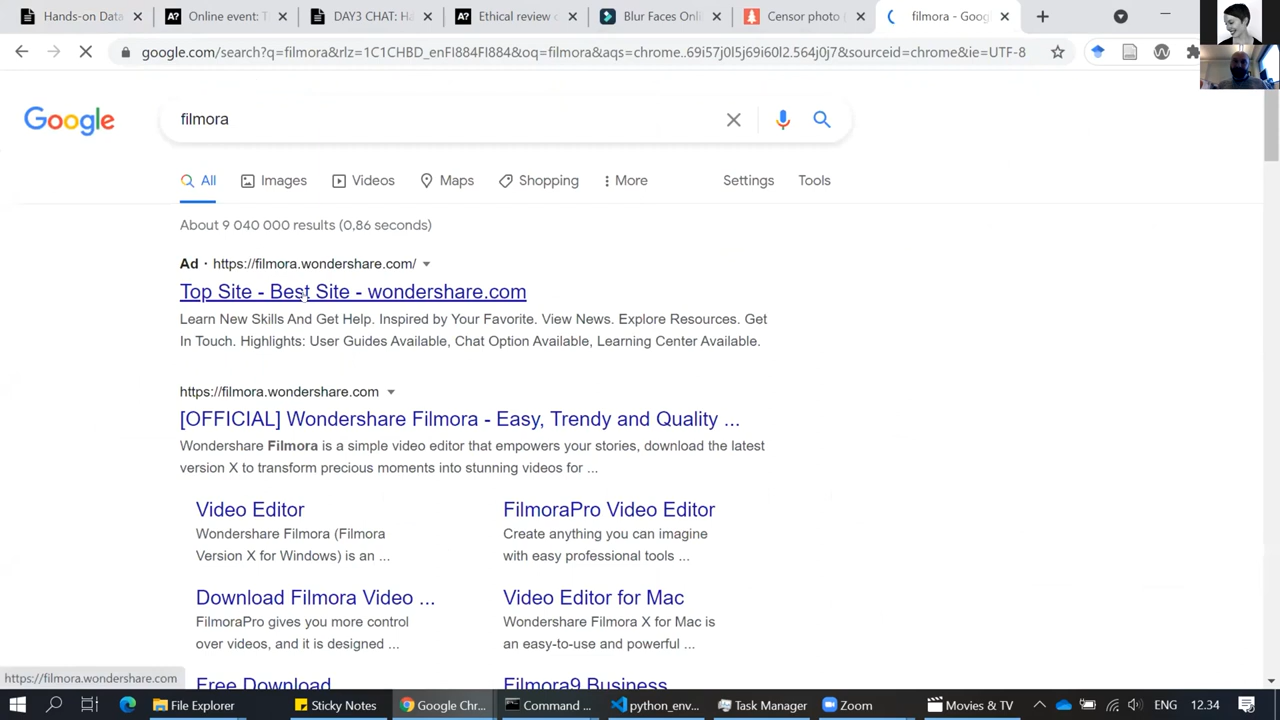 Hands-on Data
Online event: T
DAY3 CHAT: Ha
Ethical review o
Blur Faces Onli
Censor photo (
filmora - Goog
google.com/search?q=filmora&rlz=1C1CHBD_enFI884FI884&oq=filmora&aqs=chrome..69i57j0l5j69i60l2.564j0j7&sourceid=chrome&ie=UTF-8
Google
filmora
All Images Videos Maps Shopping More Settings Tools
About 9 040 000 results (0,86 seconds)
Ad · https://filmora.wondershare.com/
Top Site - Best Site - wondershare.com
Learn New Skills And Get Help. Inspired by Your Favorite. View News. Explore Resources. Get
In Touch. Highlights: User Guides Available, Chat Option Available, Learning Center Available.
https://filmora.wondershare.com
[OFFICIAL] Wondershare Filmora - Easy, Trendy and Quality ...
Wondershare Filmora is a simple video editor that empowers your stories, download the latest
version X to transform precious moments into stunning videos for ...
Video Editor
Wondershare Filmora (Filmora
Version X for Windows) is an ...
FilmoraPro Video Editor
Create anything you can imagine
with easy professional tools ...
Download Filmora Video ...
FilmoraPro gives you more control
over videos, and it is designed ...
Video Editor for Mac
Wondershare Filmora X for Mac is
an easy-to-use and powerful ...
Free Download
Filmora9 Business
https://filmora.wondershare.com
File Explorer Sticky Notes Google Chr... Command ... python_env... Task Manager Zoom Movies & TV ENG 12.34